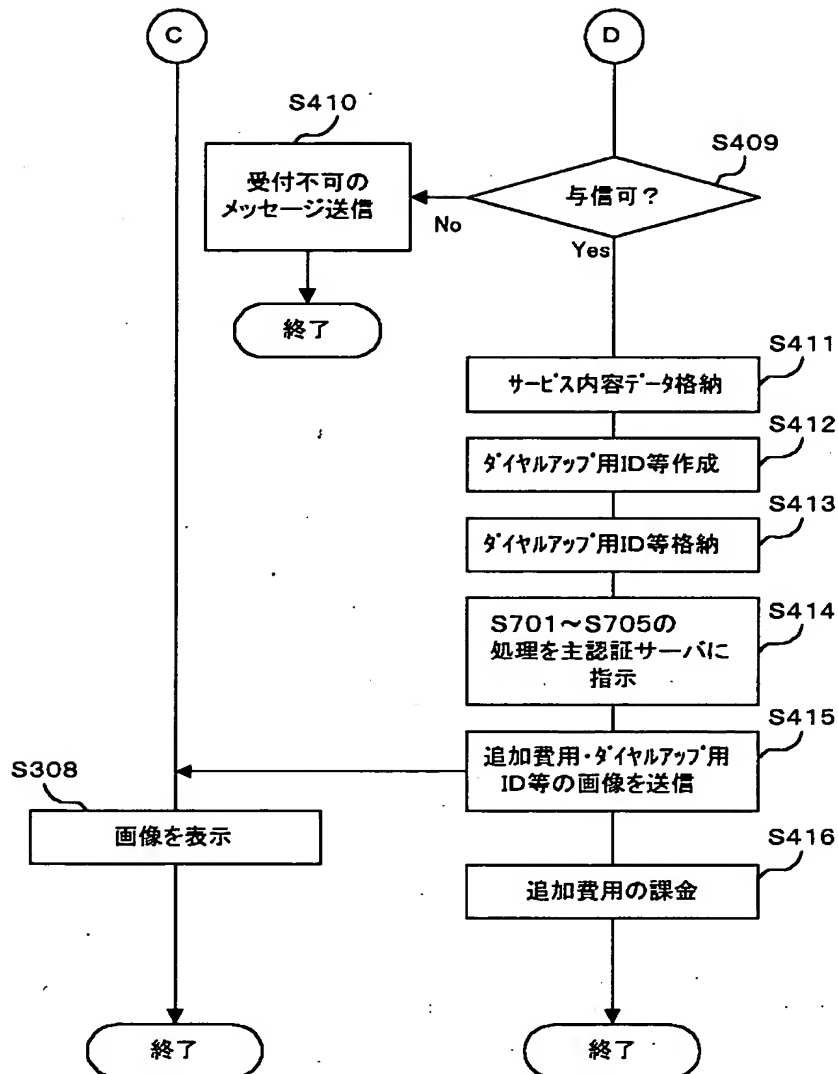 C
D
S410
S409
受付不可の
メッセージ送信
与信可?
No
Yes
終了
S411
サービス内容データ格納
S412
ダイヤルアップ用ID等作成
S413
ダイヤルアップ用ID等格納
S414
S701~S705の
処理を主認証サーバに
指示
S415
追加費用・ダイヤルアップ用
ID等の画像を送信
S308
画像を表示
S416
追加費用の課金
終了
終了